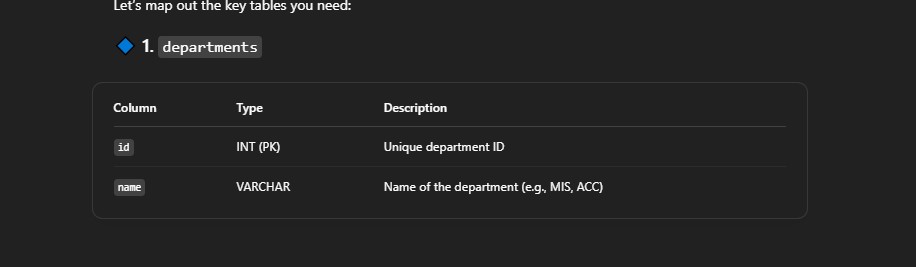 Let's map out the key tables you need:
1. departments
Column Type Description
id INT (PK) Unique department ID
name VARCHAR Name of the department (e.g., MIS, ACC)